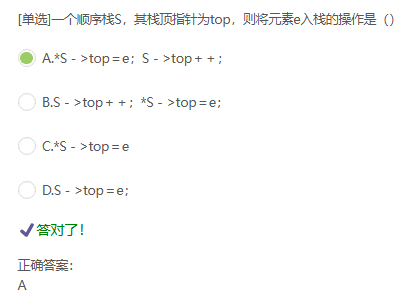 [单选]一个顺序栈S，其栈顶指针为top，则将元素e入栈的操作是（）
A.*S－>top＝e；S－>top＋＋；
B.S－>top＋＋；*S－>top＝e；
C.*S－>top＝e
D.S－>top＝e；
答对了！
正确答案：
A